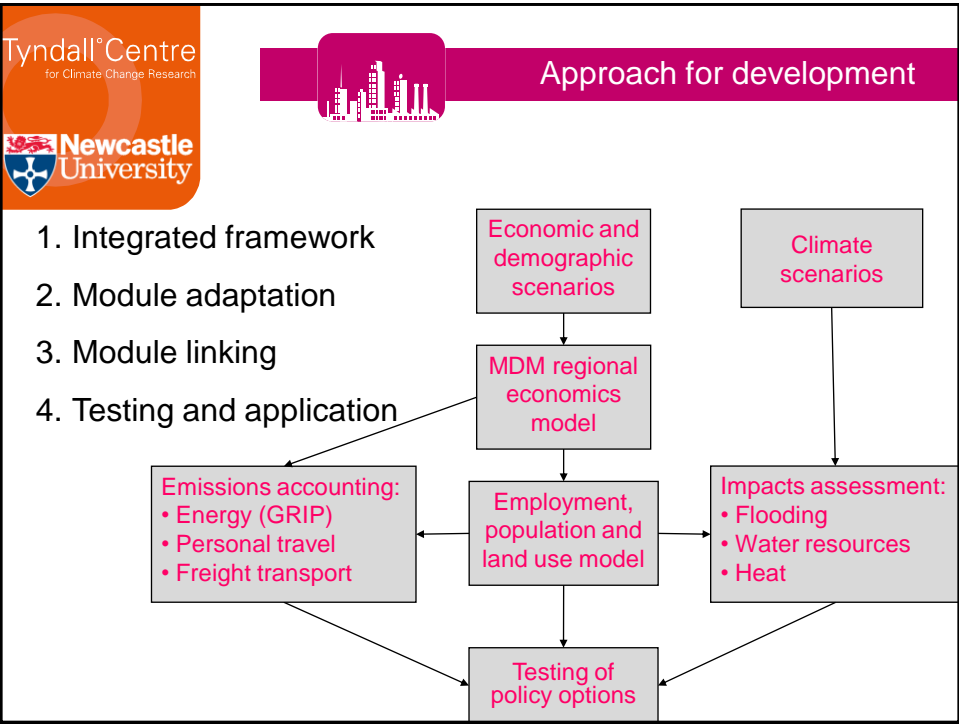 Tyndall°Centre
for Climate Change Research
Newcastle
University
Approach for development
1. Integrated framework
2. Module adaptation
3. Module linking
4. Testing and application
Economic and
demographic
scenarios
Climate
scenarios
MDM regional
economics
model
Emissions accounting:
• Energy (GRIP)
• Personal travel
• Freight transport
Employment,
population and
land use model
Impacts assessment:
• Flooding
• Water resources
• Heat
Testing of
policy options